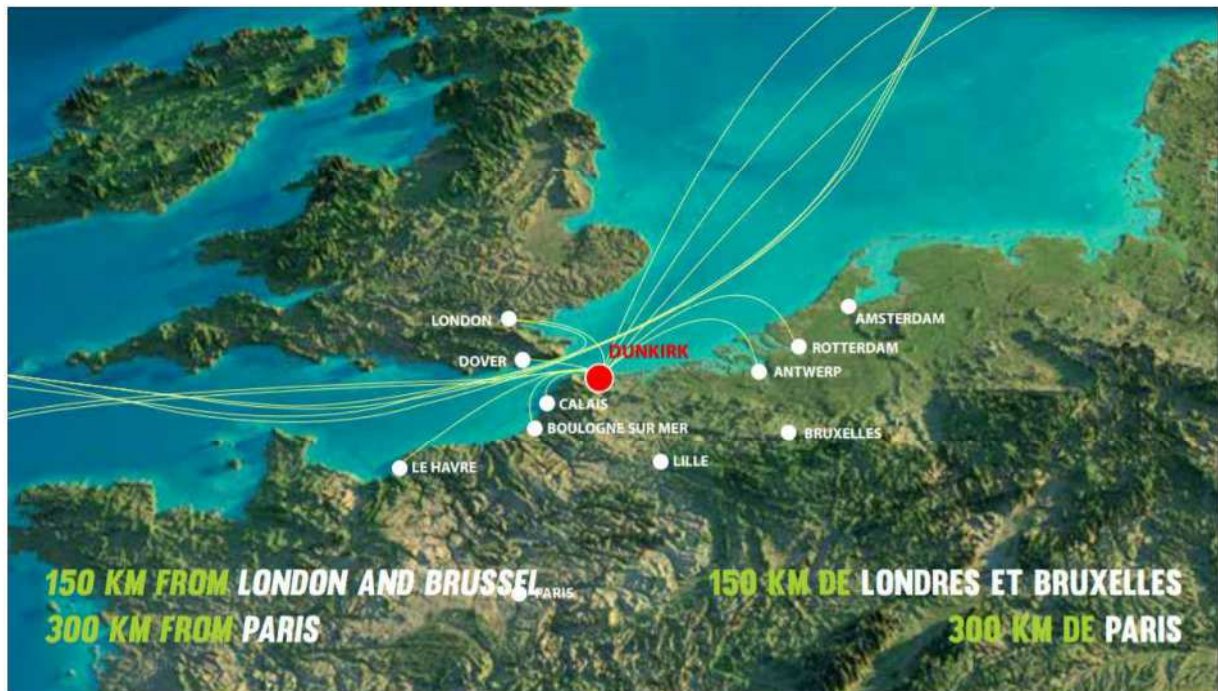 LONDON
AMSTERDAM
DUNKIRK
ROTTERDAM
DOVER
ANTWERP
CALAIS
BOULOGNE SUR MER
BRUXELLES
LE HAVRE
LILLE
150 KM FROM LONDON AND BRUSSEL
PARIS
300 KM FROM PARIS
150 KM DE LONDRES ET BRUXELLES
300 KM DE PARIS